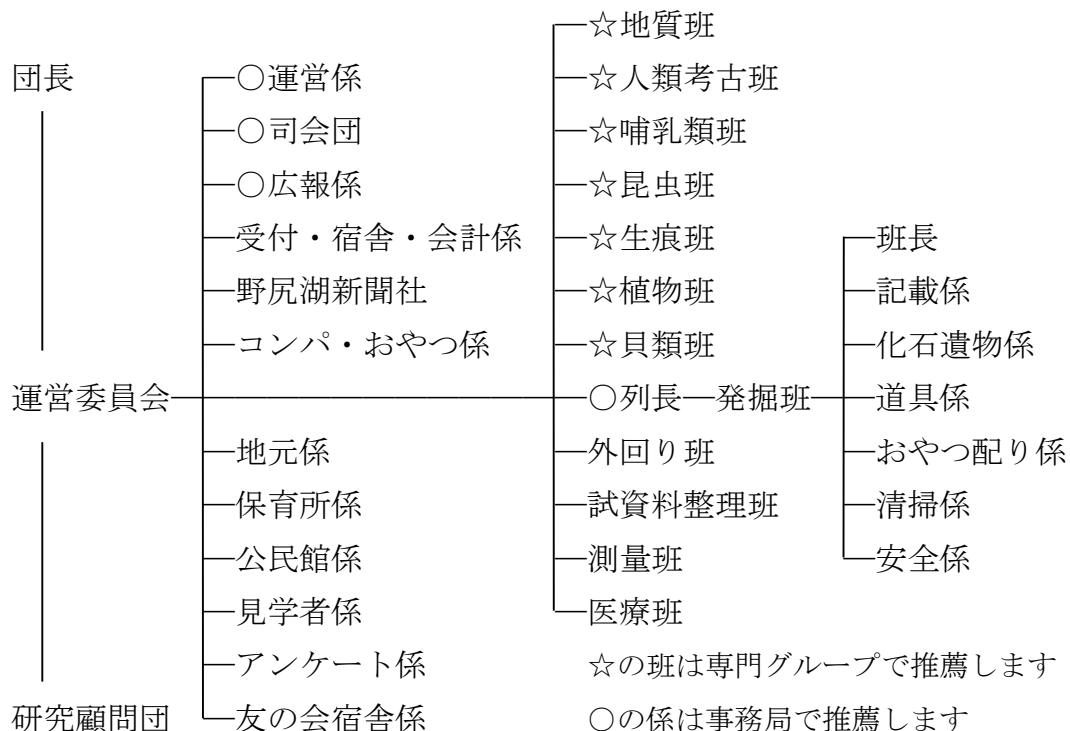 ☆地質班
団長 ○運営係 ☆人類考古班
○司会団 ☆哺乳類班
○広報係 ☆昆虫班
受付・宿舎・会計係 ☆生痕班 班長
野尻湖新聞社 ☆植物班 記載係
コンパ・おやつ係 ☆貝類班 化石遺物係
運営委員会 ○列長 発掘班 道具係
地元係 外回り班 おやつ配り係
保育所係 試資料整理班 清掃係
公民館係 測量班 安全係
見学者係 医療班
アンケート係 ☆の班は専門グループで推薦します
研究顧問団 友の会宿舎係 ○の係は事務局で推薦します